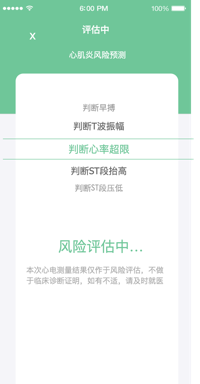 6:00 PM
100%
评估中
X
心肌炎风险预测
判断早搏
判断T波振幅
判断心率超限
判断ST段抬高
判断ST段压低
风险评估中...
本次心电测量结果仅作于风险评估，不做
于临床诊断证明，如有不适，请及时就医